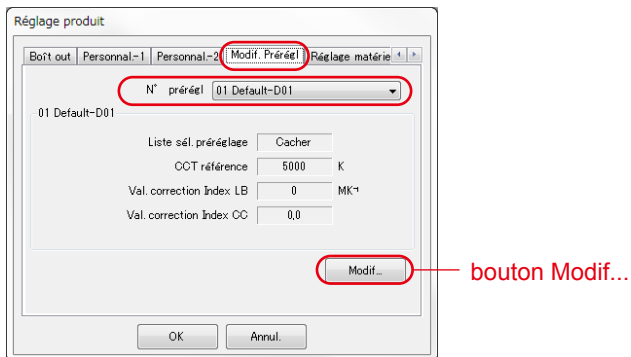 Réglage produit
Boît out Personnal.-1 Personnal.-2 Modif. Prérégl Réglage matérie
N° prérégl 01 Default-D01
01 Default-D01
Liste sél. préréglage Cacher
CCT référence 5000 K
Val. correction Index LB 0 MK⁻¹
Val. correction Index CC 0,0
Modif...
bouton Modif...
OK Annul.